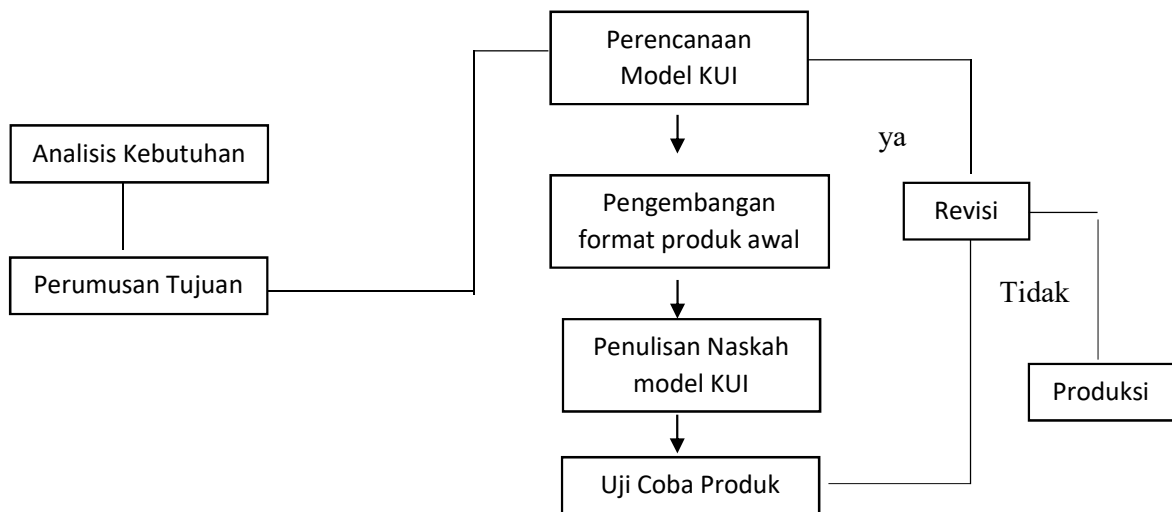 Analisis Kebutuhan
Perumusan Tujuan
Perencanaan
Model KUI
Pengembangan
format produk awal
Penulisan Naskah
model KUI
Uji Coba Produk
ya
Revisi
Tidak
Produksi